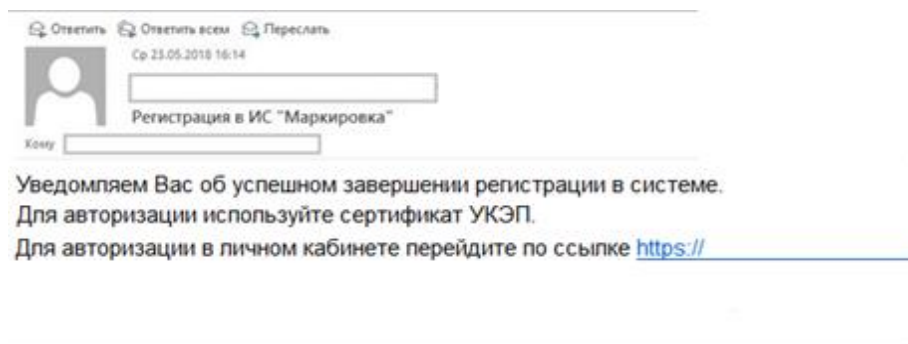 Ответить Ответить всем Переслать
Ср 23.05.2018 16:14
Регистрация в ИС "Маркировка"
Кому
Уведомляем Вас об успешном завершении регистрации в системе.
Для авторизации используйте сертификат УКЭП.
Для авторизации в личном кабинете перейдите по ссылке https://